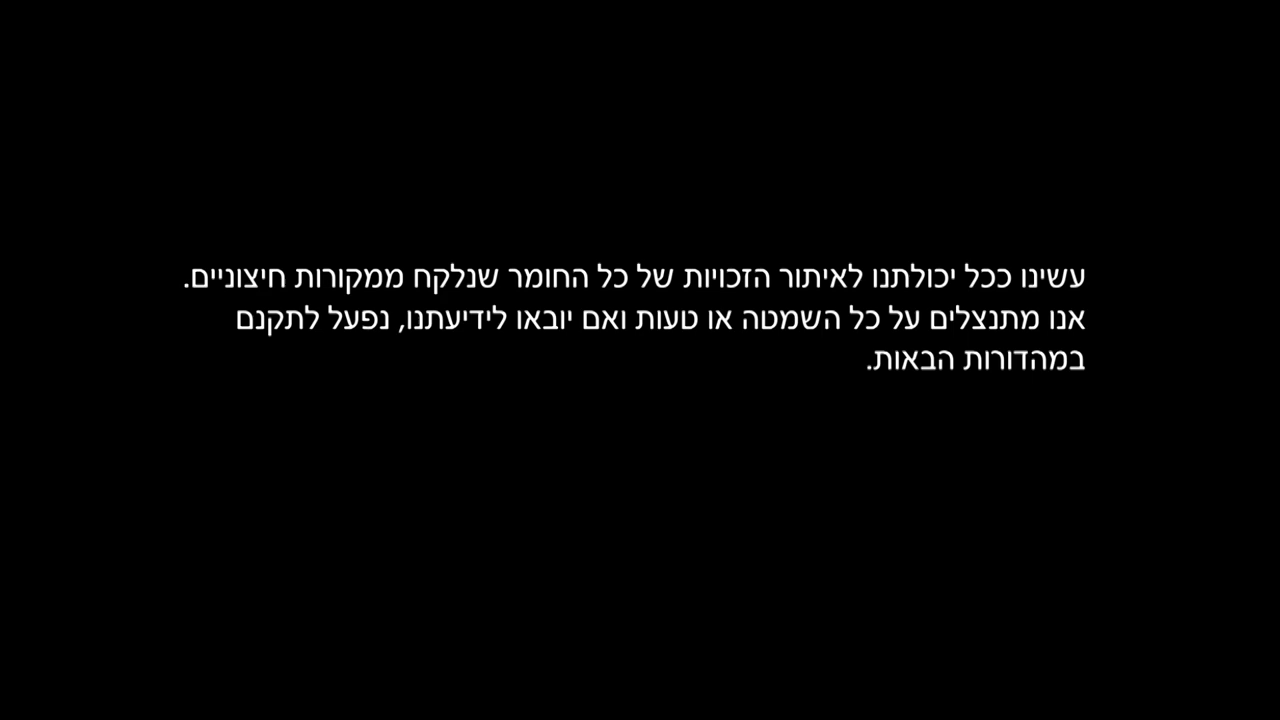 עשינו ככל יכולתנו לאיתור הזכויות של כל החומר שנלקח ממקורות חיצוניים.
אנו מתנצלים על כל השמטה או טעות ואם יובאו לידיעתנו, נפעל לתקנם
במהדורות הבאות.